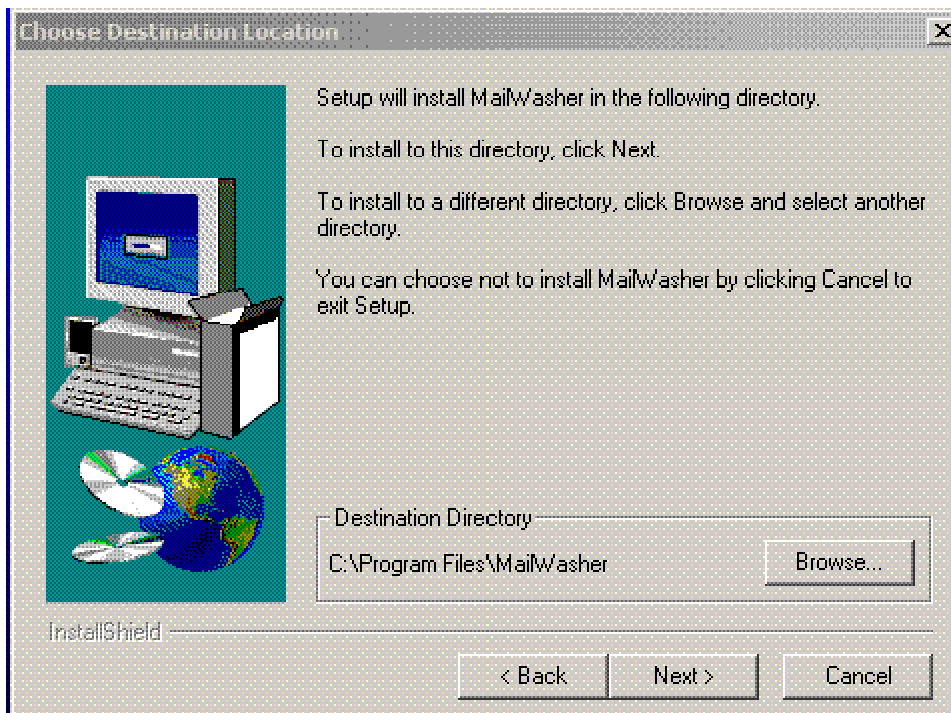 Choose Destination Location
Setup will install MailWasher in the following directory.
To install to this directory, click Next.
To install to a different directory, click Browse and select another
directory.
You can choose not to install MailWasher by clicking Cancel to
exit Setup.
Destination Directory
C:\Program Files\MailWasher
Browse...
InstallShield
< Back
Next >
Cancel